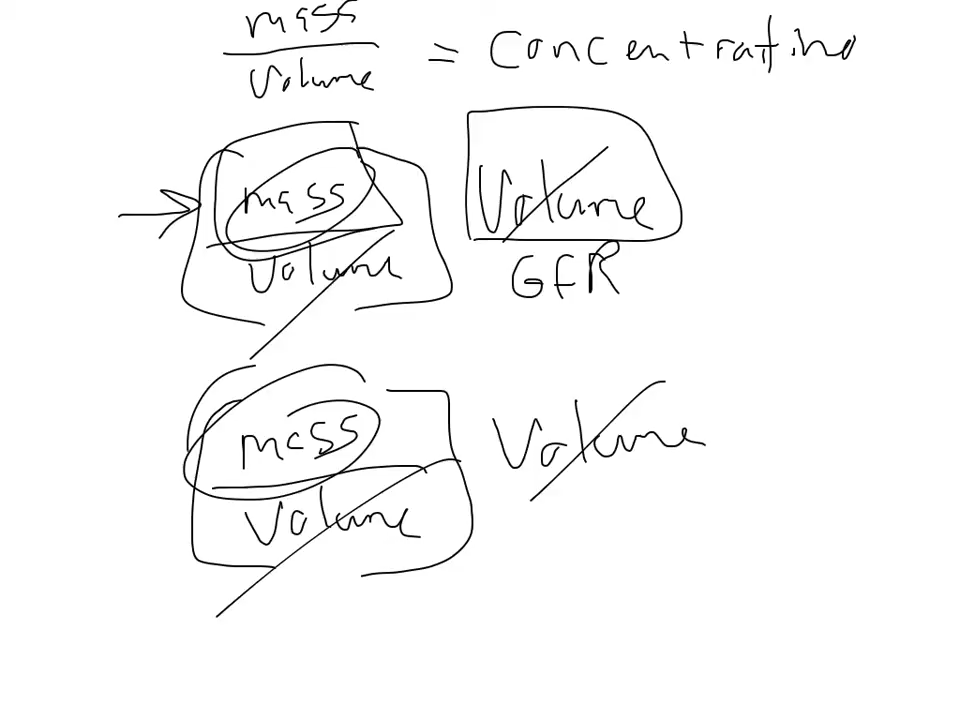 mass
Volume = Concentratino
mass Volume
Volume GFR
mass Volume
Volume